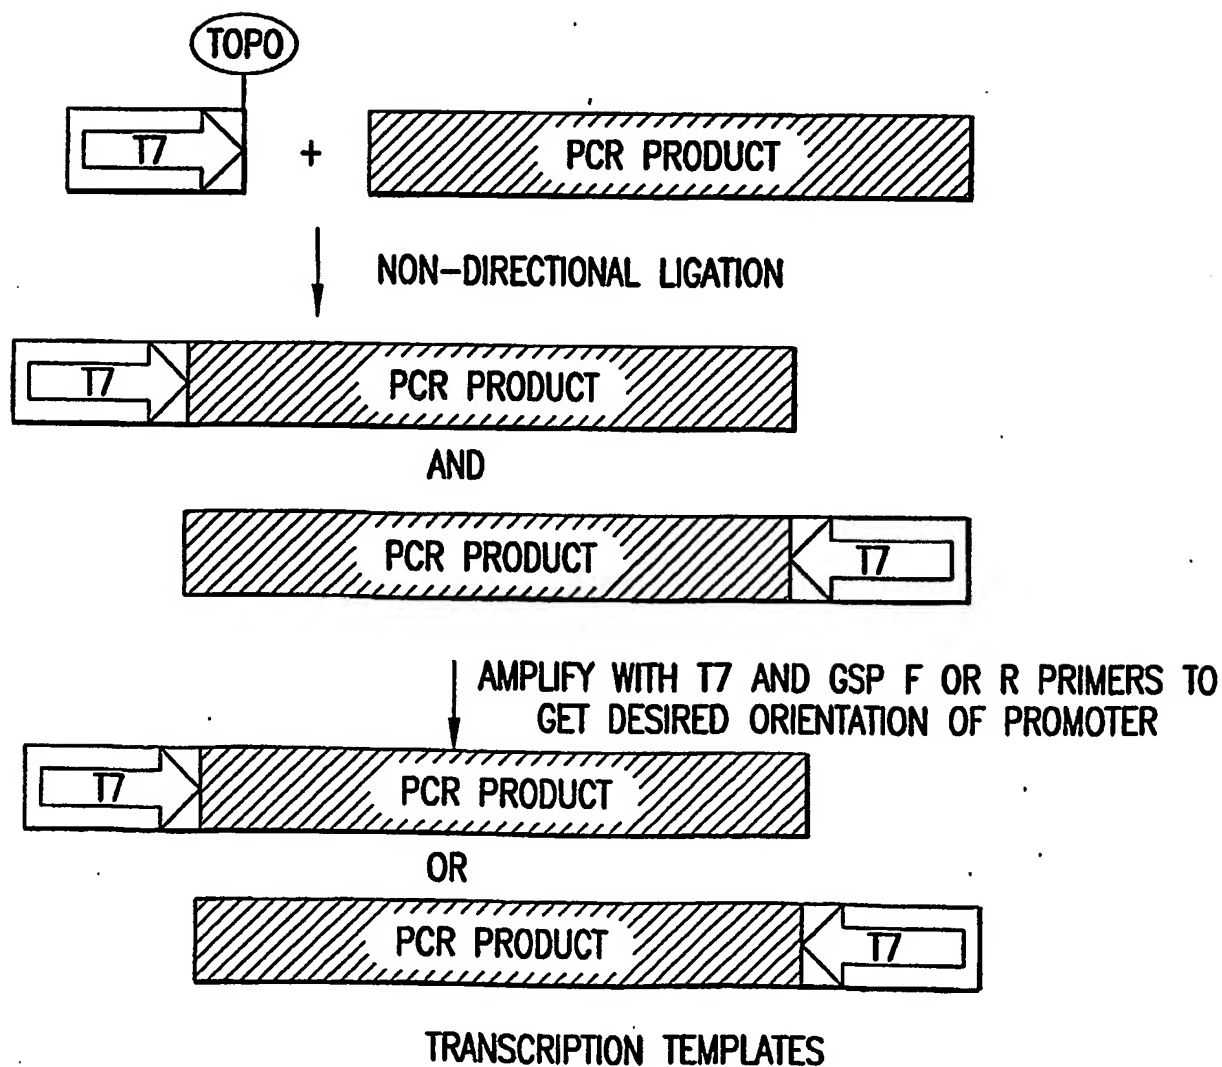 TOPO
T7
+
PCR PRODUCT
NON-DIRECTIONAL LIGATION
T7
PCR PRODUCT
AND
PCR PRODUCT
T7
AMPLIFY WITH T7 AND GSP F OR R PRIMERS TO
GET DESIRED ORIENTATION OF PROMOTER
T7
PCR PRODUCT
OR
PCR PRODUCT
T7
TRANSCRIPTION TEMPLATES